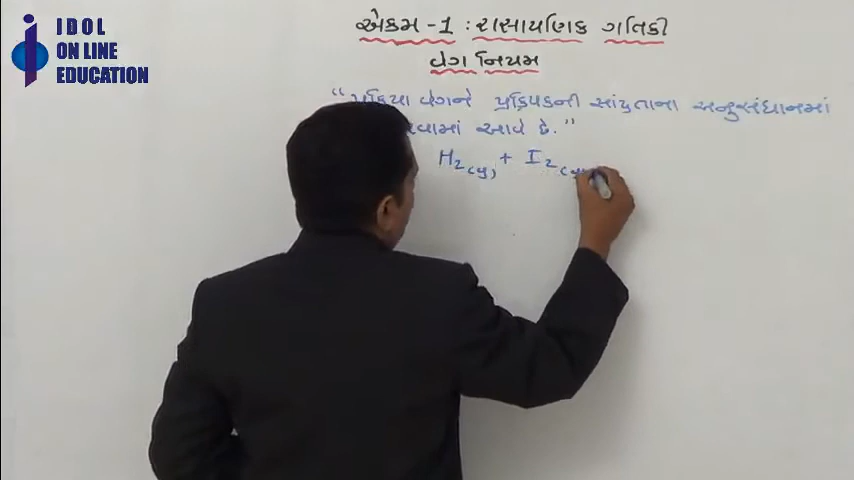 IDOL
ON LINE
EDUCATION
એકમ - 1 : રાસાયણિક ગતિકી
વેગ નિયમ
“પ્રક્રિયા વેગને પ્રક્રિયકની સાંદ્રતાના અનુસંધાનમાં
આવે છે.”
H₂(g) + I₂